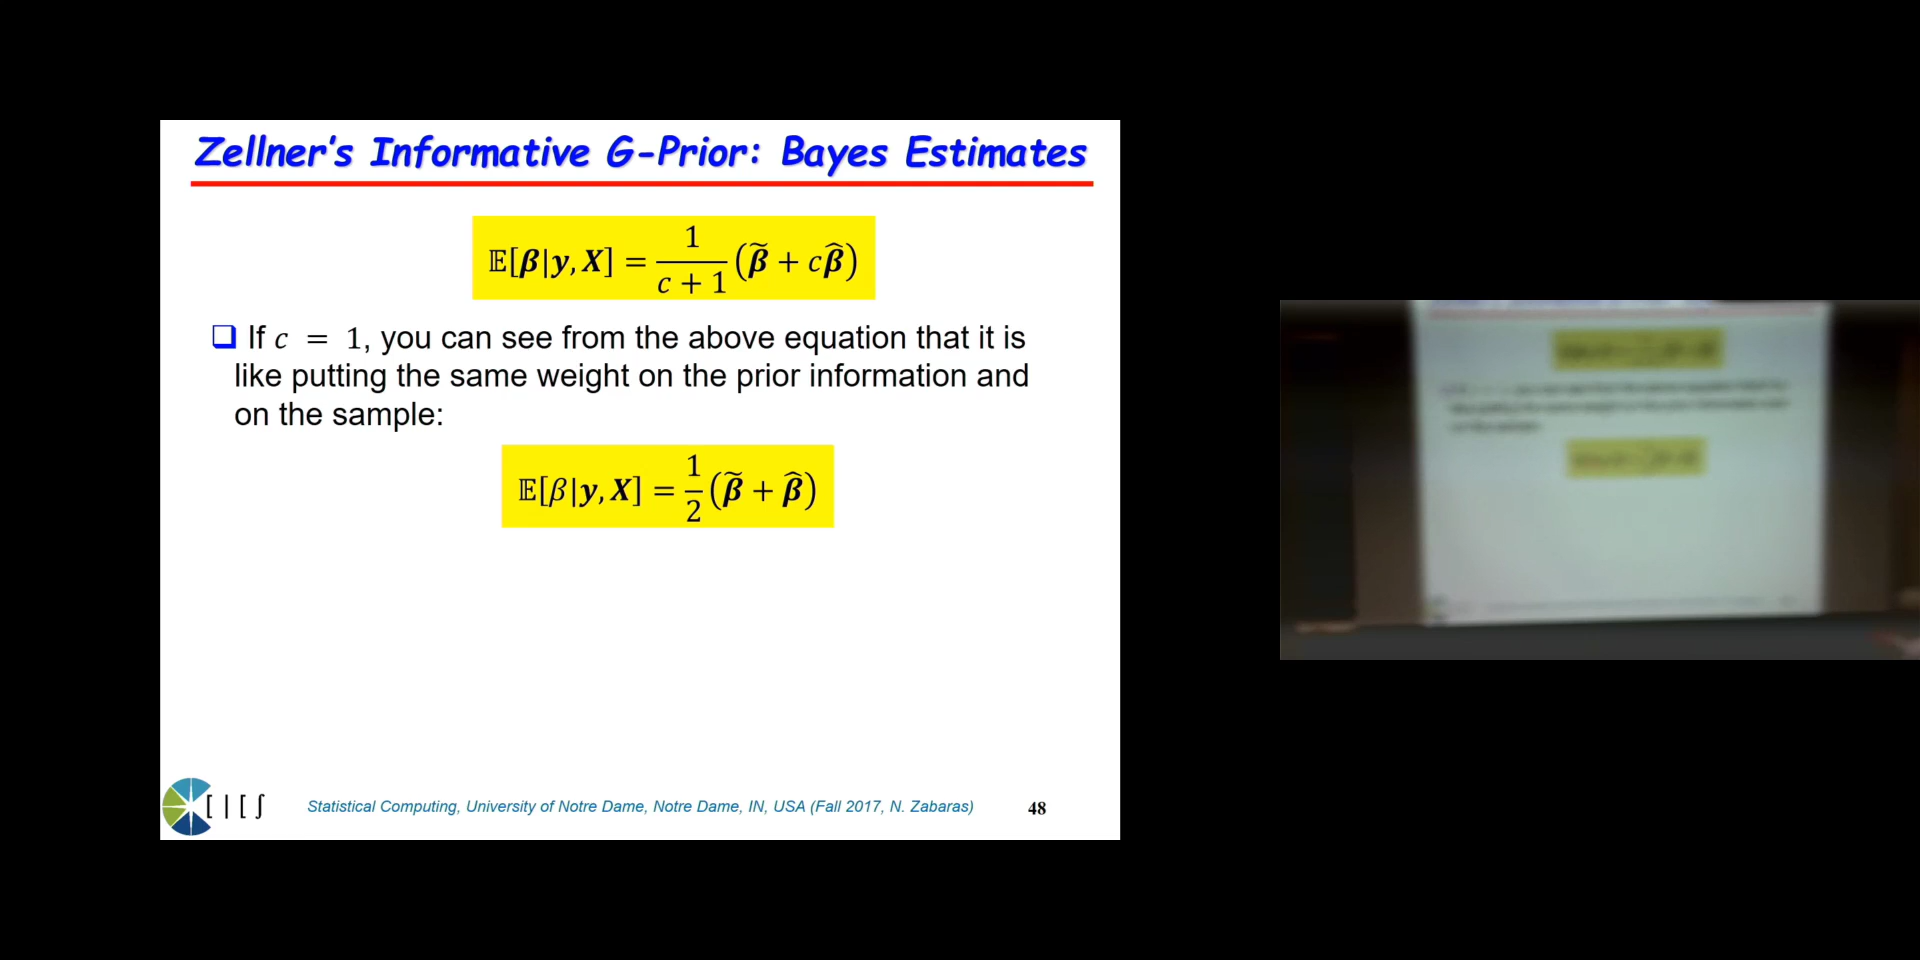 Zellner's Informative G-Prior: Bayes Estimates
𝔼[𝜷|𝒚, 𝑿] = 1/(𝑐 + 1) (𝜷̃ + 𝑐𝜷̂)
❑ If 𝑐 = 1, you can see from the above equation that it is
like putting the same weight on the prior information and
on the sample:
𝔼[𝛽|𝒚, 𝑿] = 1/2 (𝜷̃ + 𝜷̂)
Statistical Computing, University of Notre Dame, Notre Dame, IN, USA (Fall 2017, N. Zabaras)
48